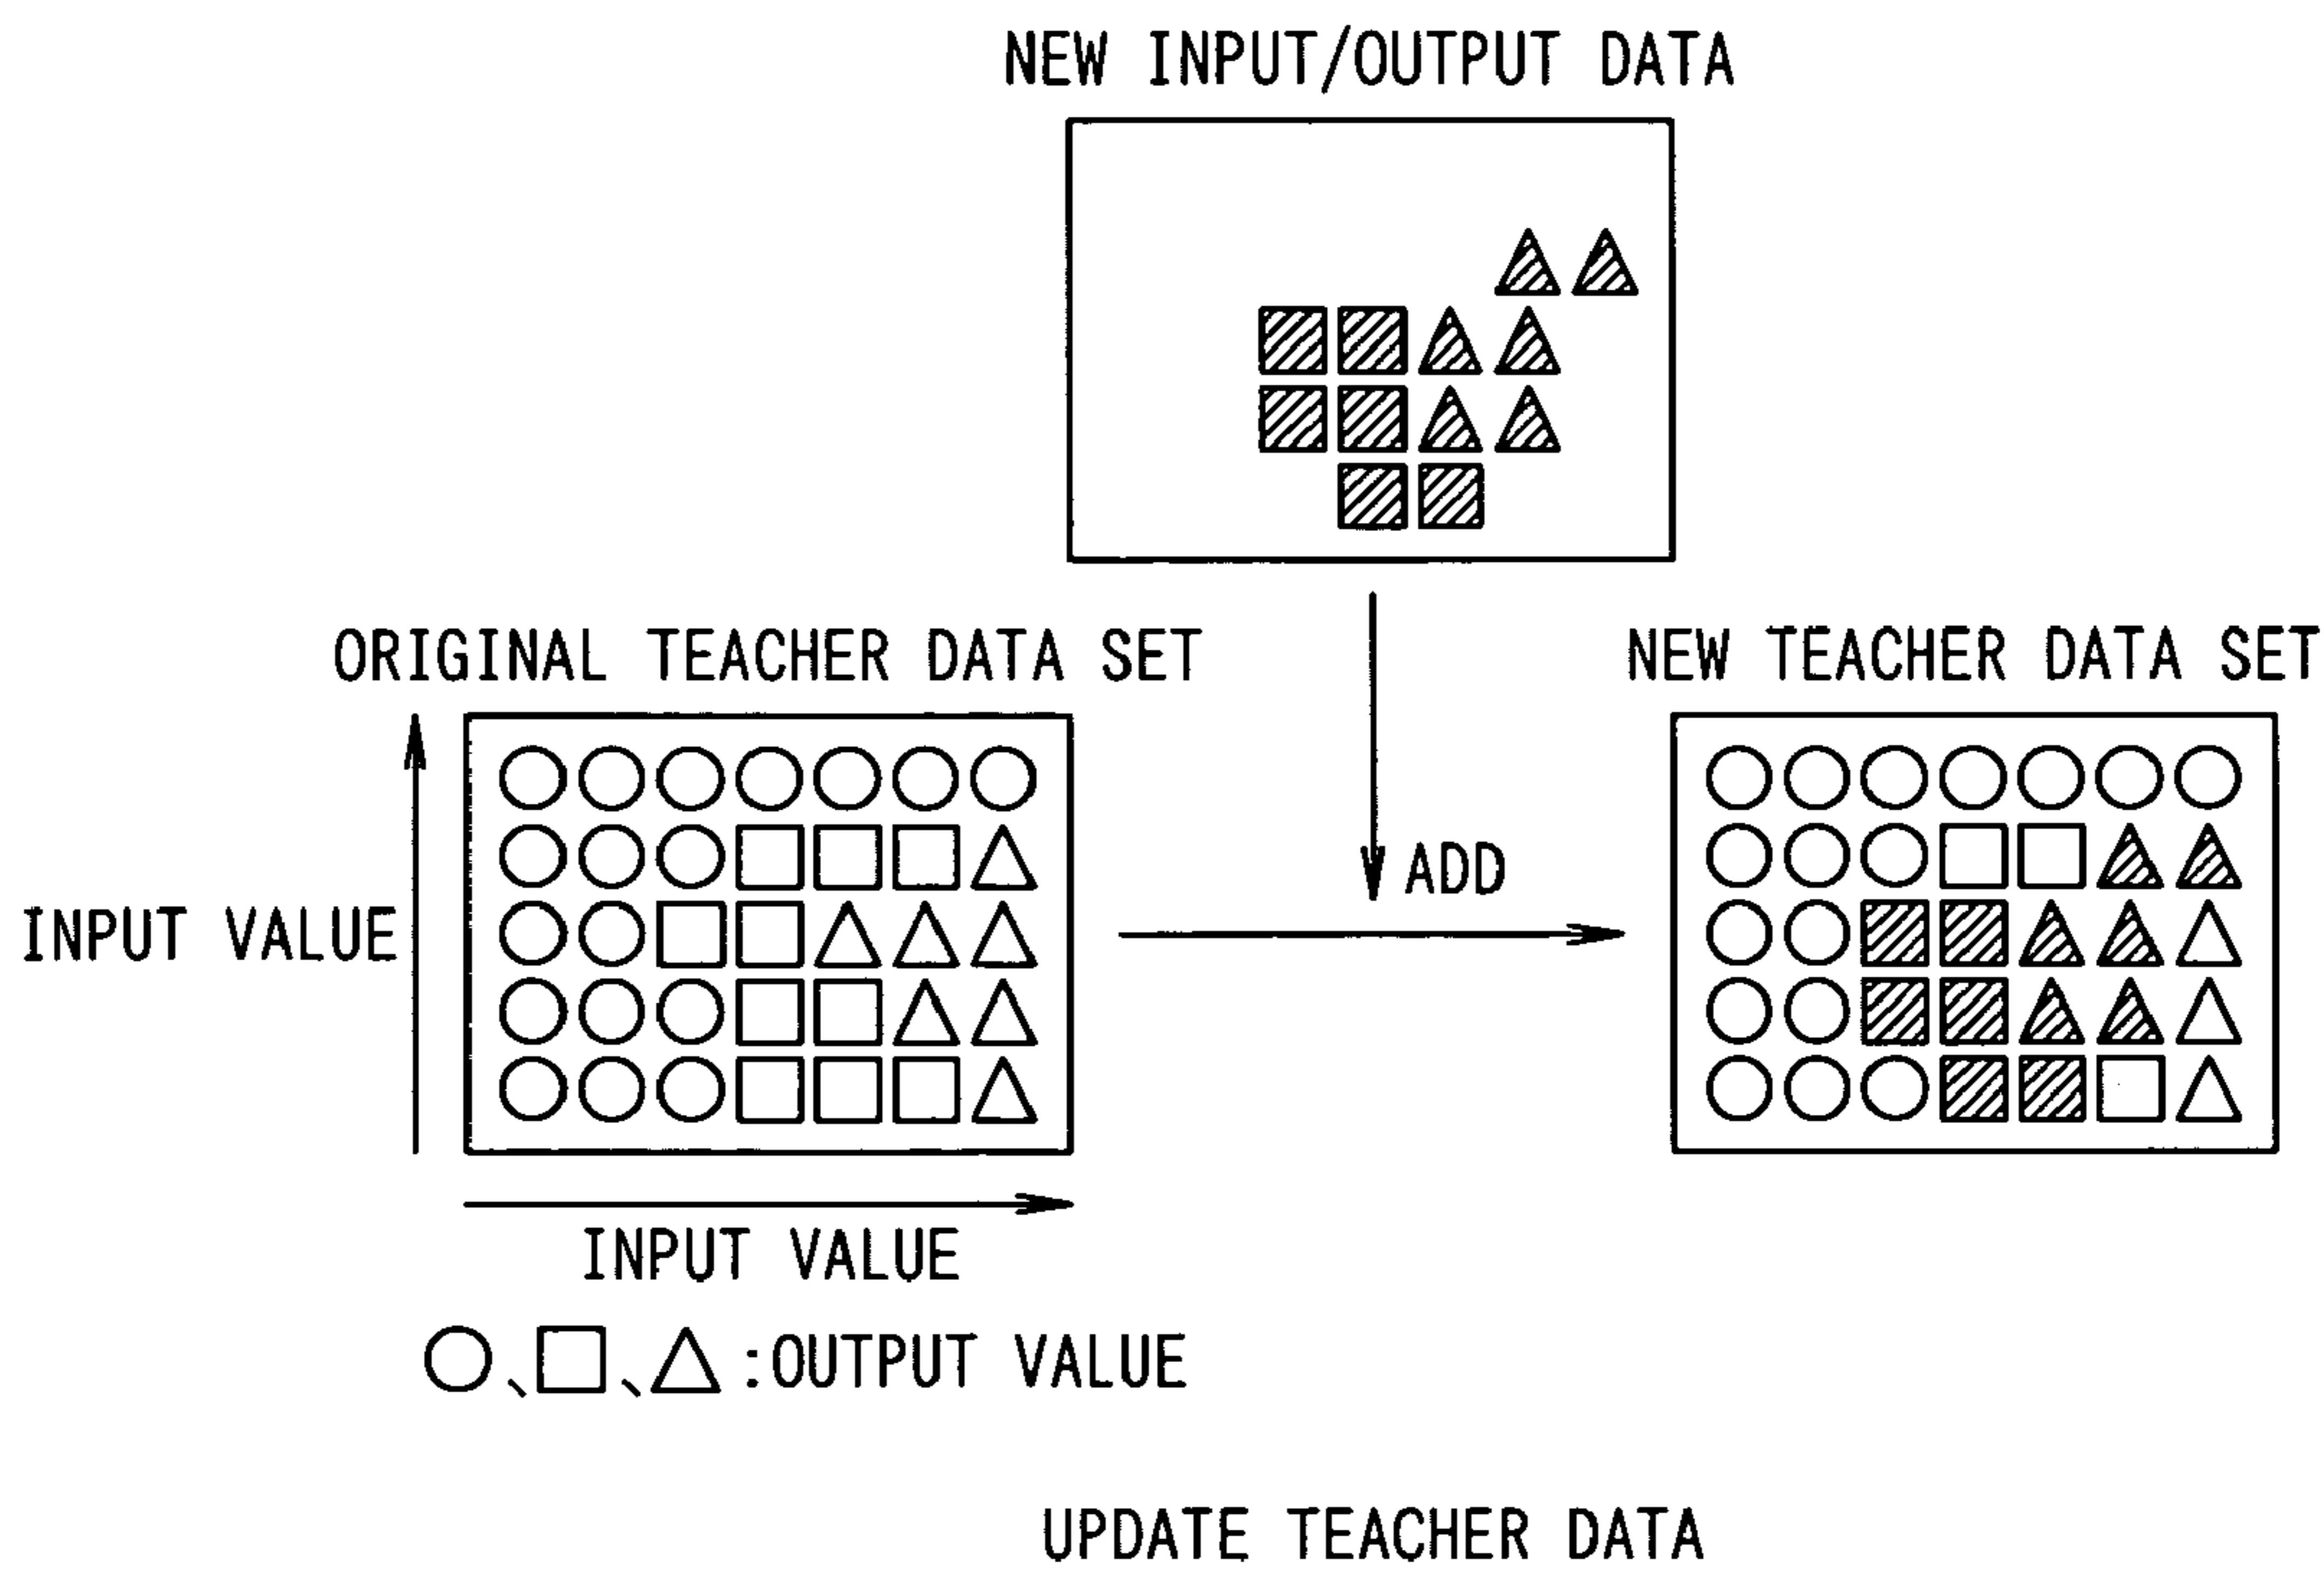 NEW INPUT/OUTPUT DATA
ORIGINAL TEACHER DATA SET
NEW TEACHER DATA SET
ADD
INPUT VALUE
INPUT VALUE
○、□、△:OUTPUT VALUE
UPDATE TEACHER DATA